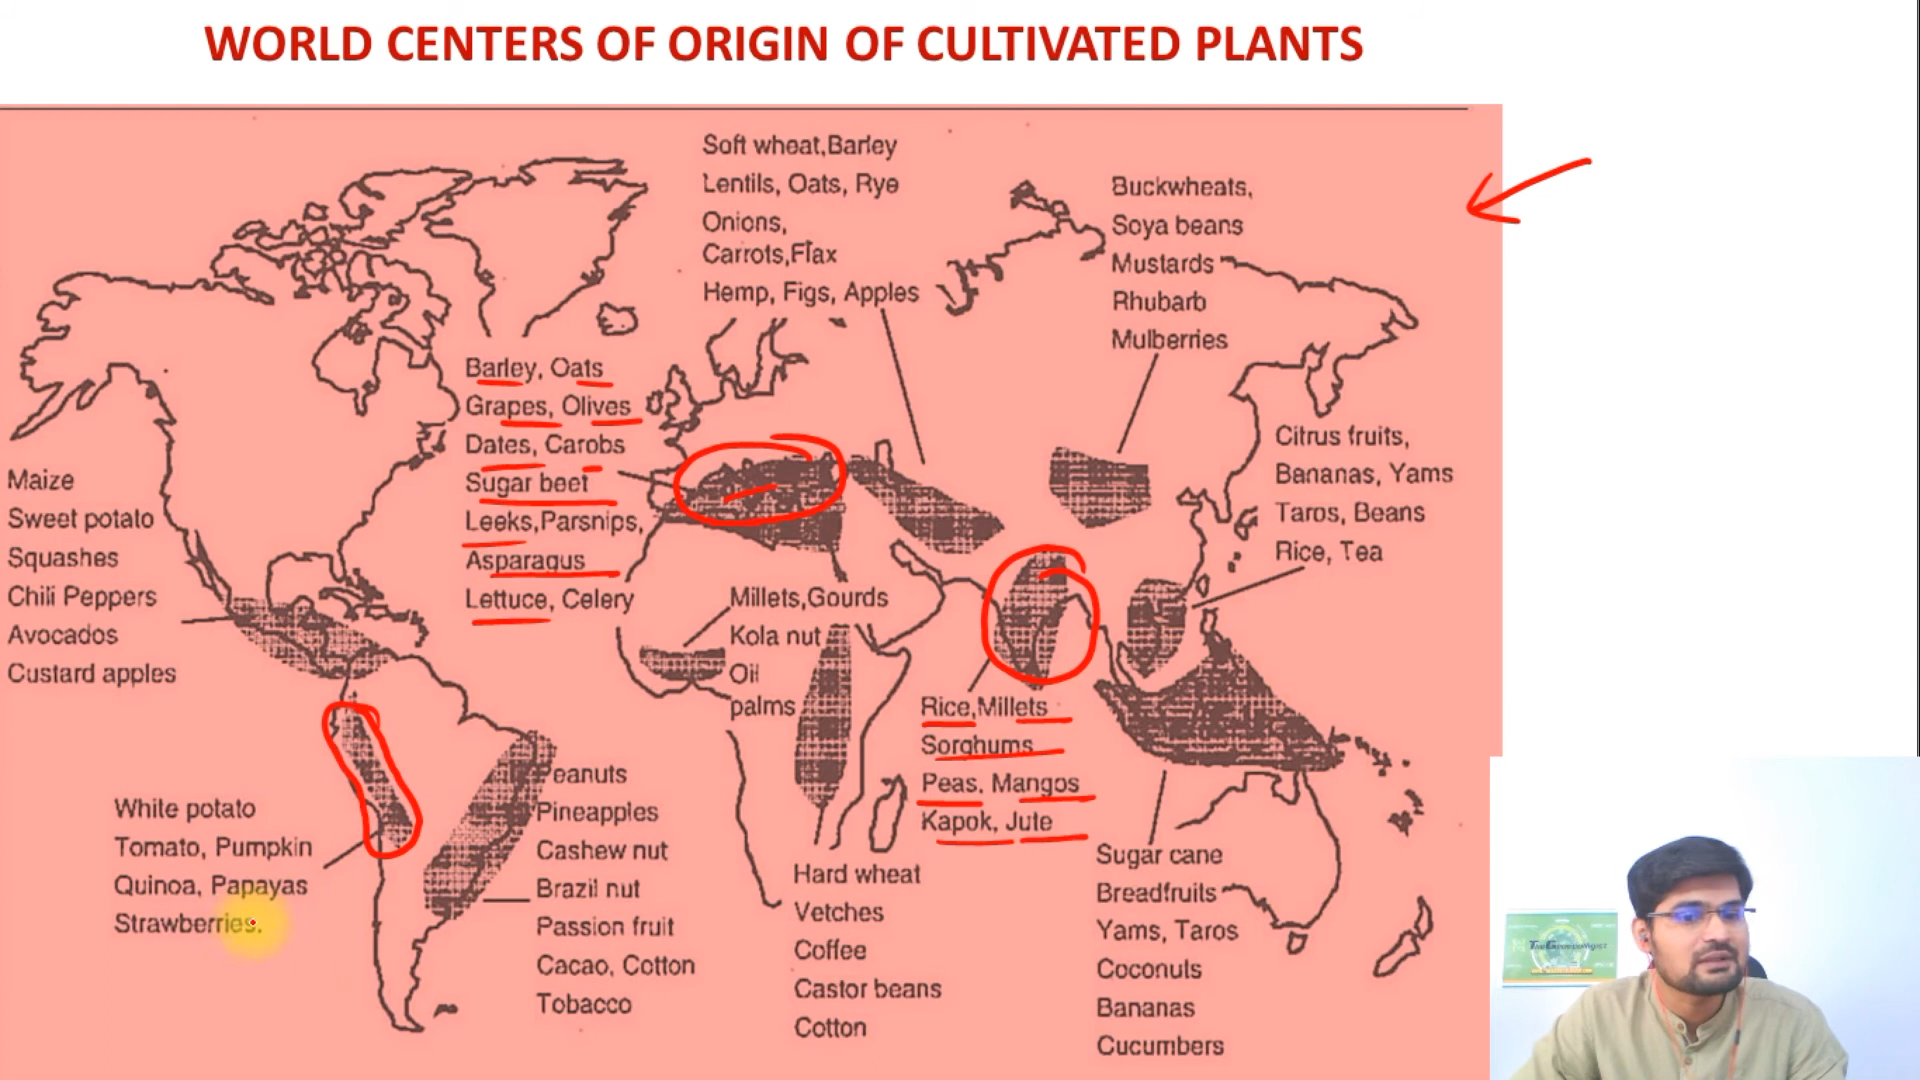 WORLD CENTERS OF ORIGIN OF CULTIVATED PLANTS
Soft wheat,Barley
Lentils, Oats, Rye
Onions,
Carrots,Flax
Hemp, Figs, Apples
Buckwheats,
Soya beans
Mustards
Rhubarb
Mulberries
Barley, Oats
Grapes, Olives
Dates, Carobs
Sugar beet
Leeks,Parsnips,
Asparagus
Lettuce, Celery
Citrus fruits,
Bananas, Yams
Taros, Beans
Rice, Tea
Maize
Sweet potato
Squashes
Chili Peppers
Avocados
Custard apples
Millets,Gourds
Kola nut
Oil
palms
Rice,Millets
Sorghums
Peas, Mangos
Kapok, Jute
White potato
Tomato, Pumpkin
Quinoa, Papayas
Strawberries.
Peanuts
Pineapples
Cashew nut
Brazil nut
Passion fruit
Cacao, Cotton
Tobacco
Hard wheat
Vetches
Coffee
Castor beans
Cotton
Sugar cane
Breadfruits
Yams, Taros
Coconuts
Bananas
Cucumbers